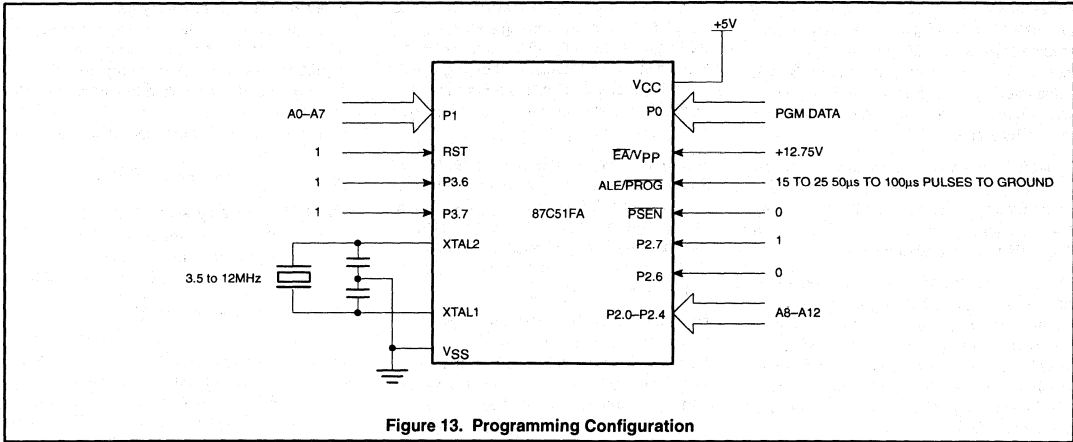 +5V
VCC
A0–A7
P1
P0
PGM DATA
1
RST
EA/VPP
+12.75V
1
P3.6
ALE/PROG
15 TO 25 50μs TO 100μs PULSES TO GROUND
1
P3.7
87C51FA
PSEN
0
XTAL2
P2.7
1
3.5 to 12MHz
P2.6
0
XTAL1
P2.0–P2.4
A8–A12
VSS
Figure 13. Programming Configuration